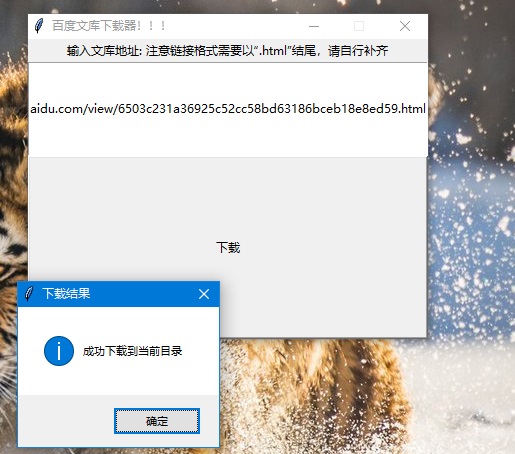 百度文库下载器！！！
输入文库地址: 注意链接格式需要以“.html”结尾，请自行补齐
aidu.com/view/6503c231a36925c52cc58bd63186bceb18e8ed59.html
下载
下载结果
成功下载到当前目录
确定